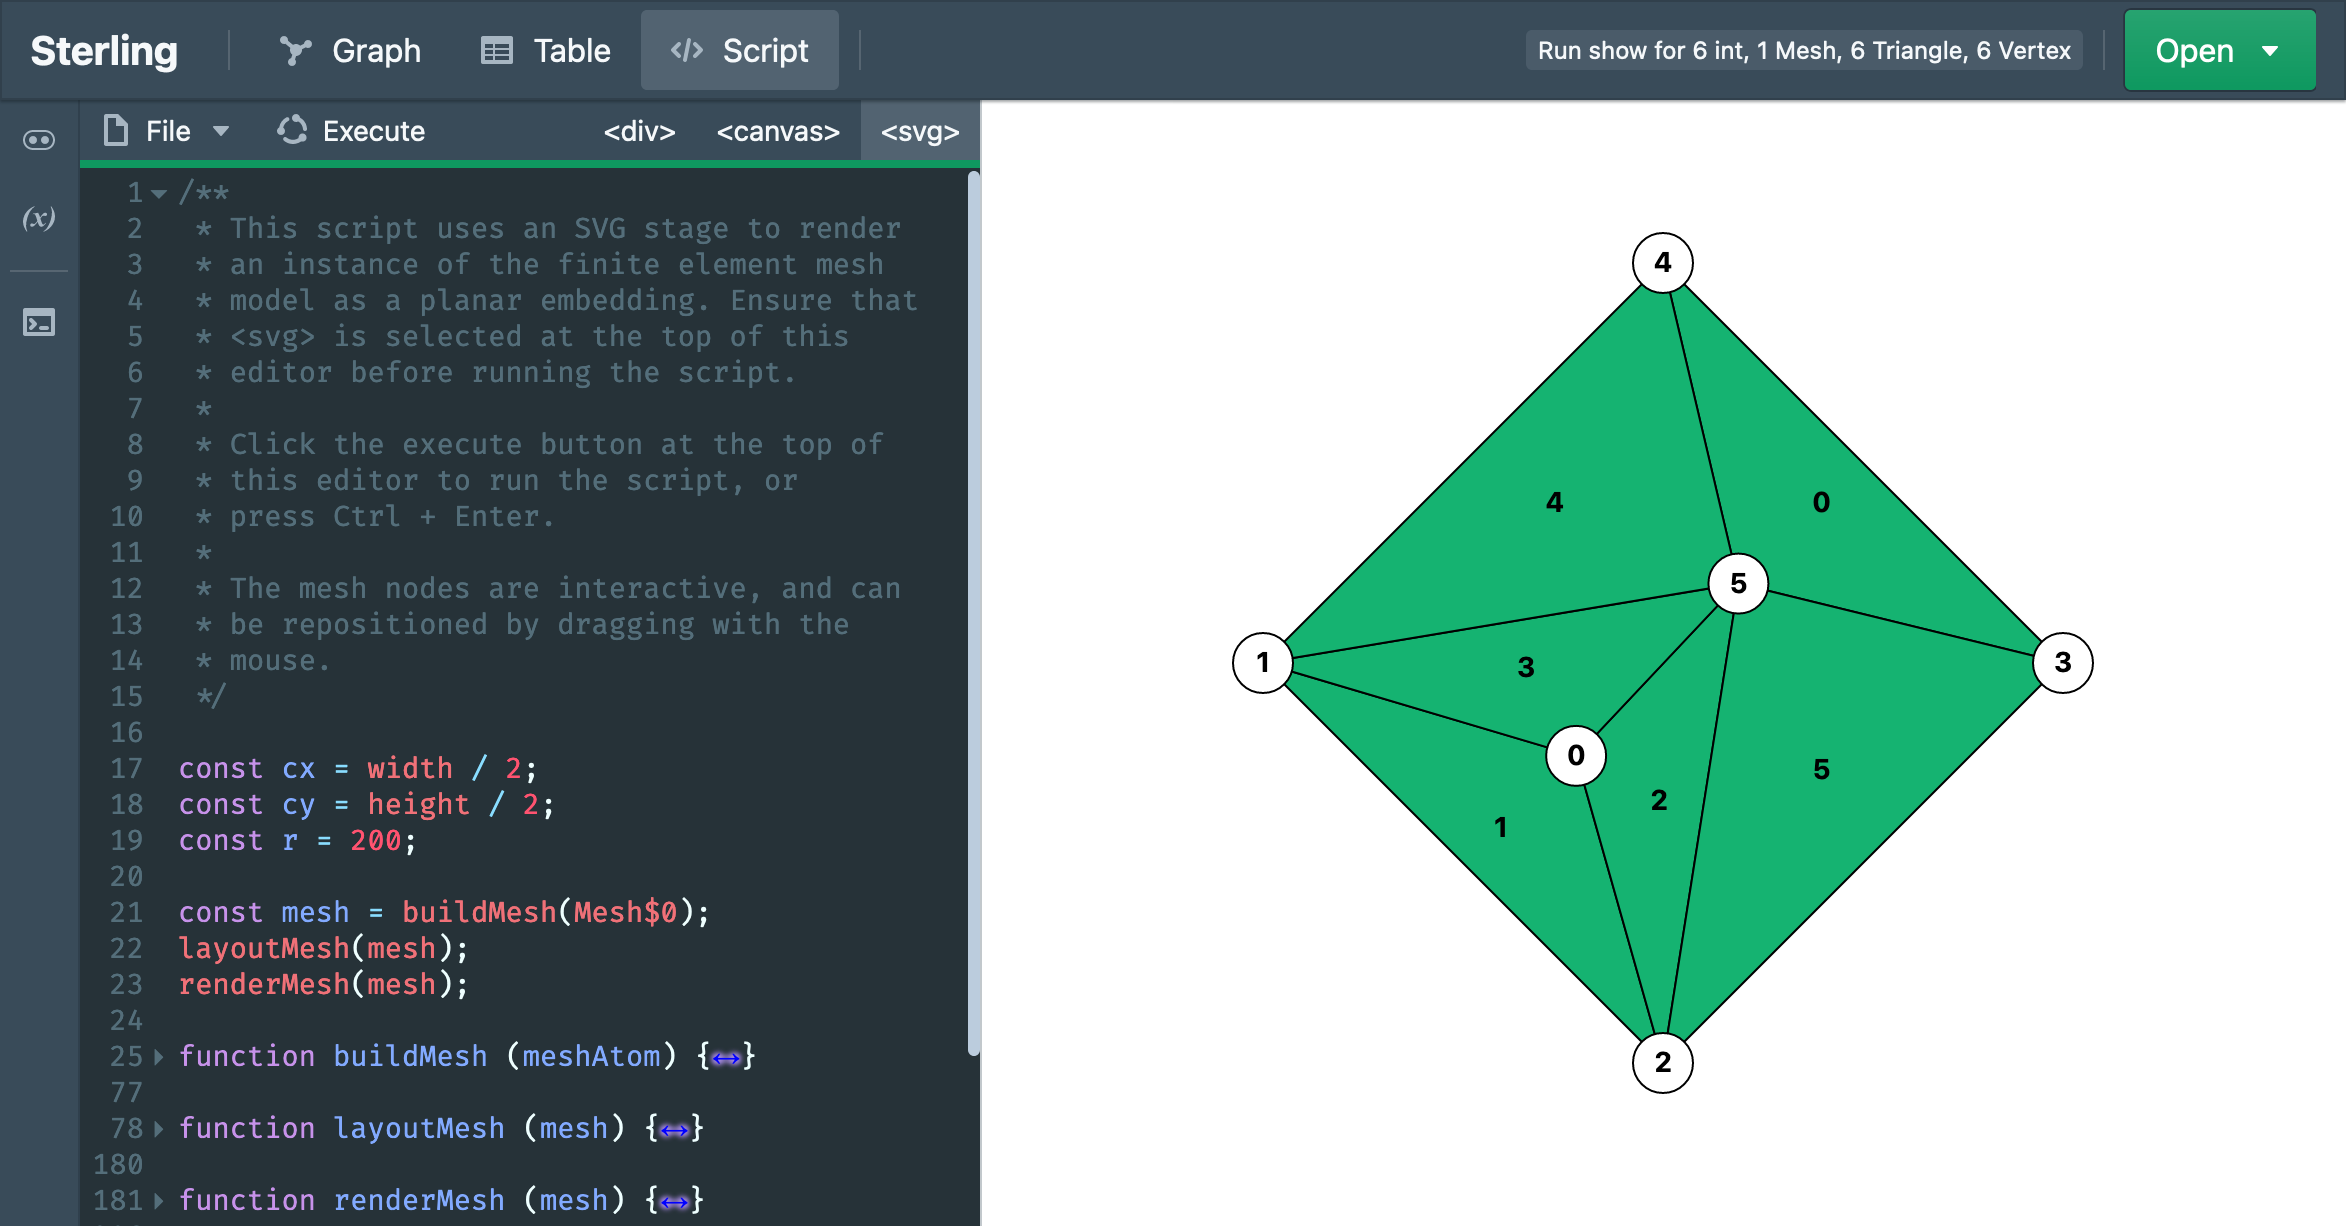 Sterling
Graph
Table
</> Script
Run show for 6 int, 1 Mesh, 6 Triangle, 6 Vertex
Open
File
Execute
<div>
<canvas>
<svg>
(x)
1 /**
2 * This script uses an SVG stage to render
3 * an instance of the finite element mesh
4 * model as a planar embedding. Ensure that
5 * <svg> is selected at the top of this
6 * editor before running the script.
7 *
8 * Click the execute button at the top of
9 * this editor to run the script, or
10 * press Ctrl + Enter.
11 *
12 * The mesh nodes are interactive, and can
13 * be repositioned by dragging with the
14 * mouse.
15 */
16
17 const cx = width / 2;
18 const cy = height / 2;
19 const r = 200;
20
21 const mesh = buildMesh(Mesh$0);
22 layoutMesh(mesh);
23 renderMesh(mesh);
24
25 function buildMesh (meshAtom) {↔}
77
78 function layoutMesh (mesh) {↔}
180
181 function renderMesh (mesh) {↔}
4
4
0
5
1
3
3
0
5
2
1
2